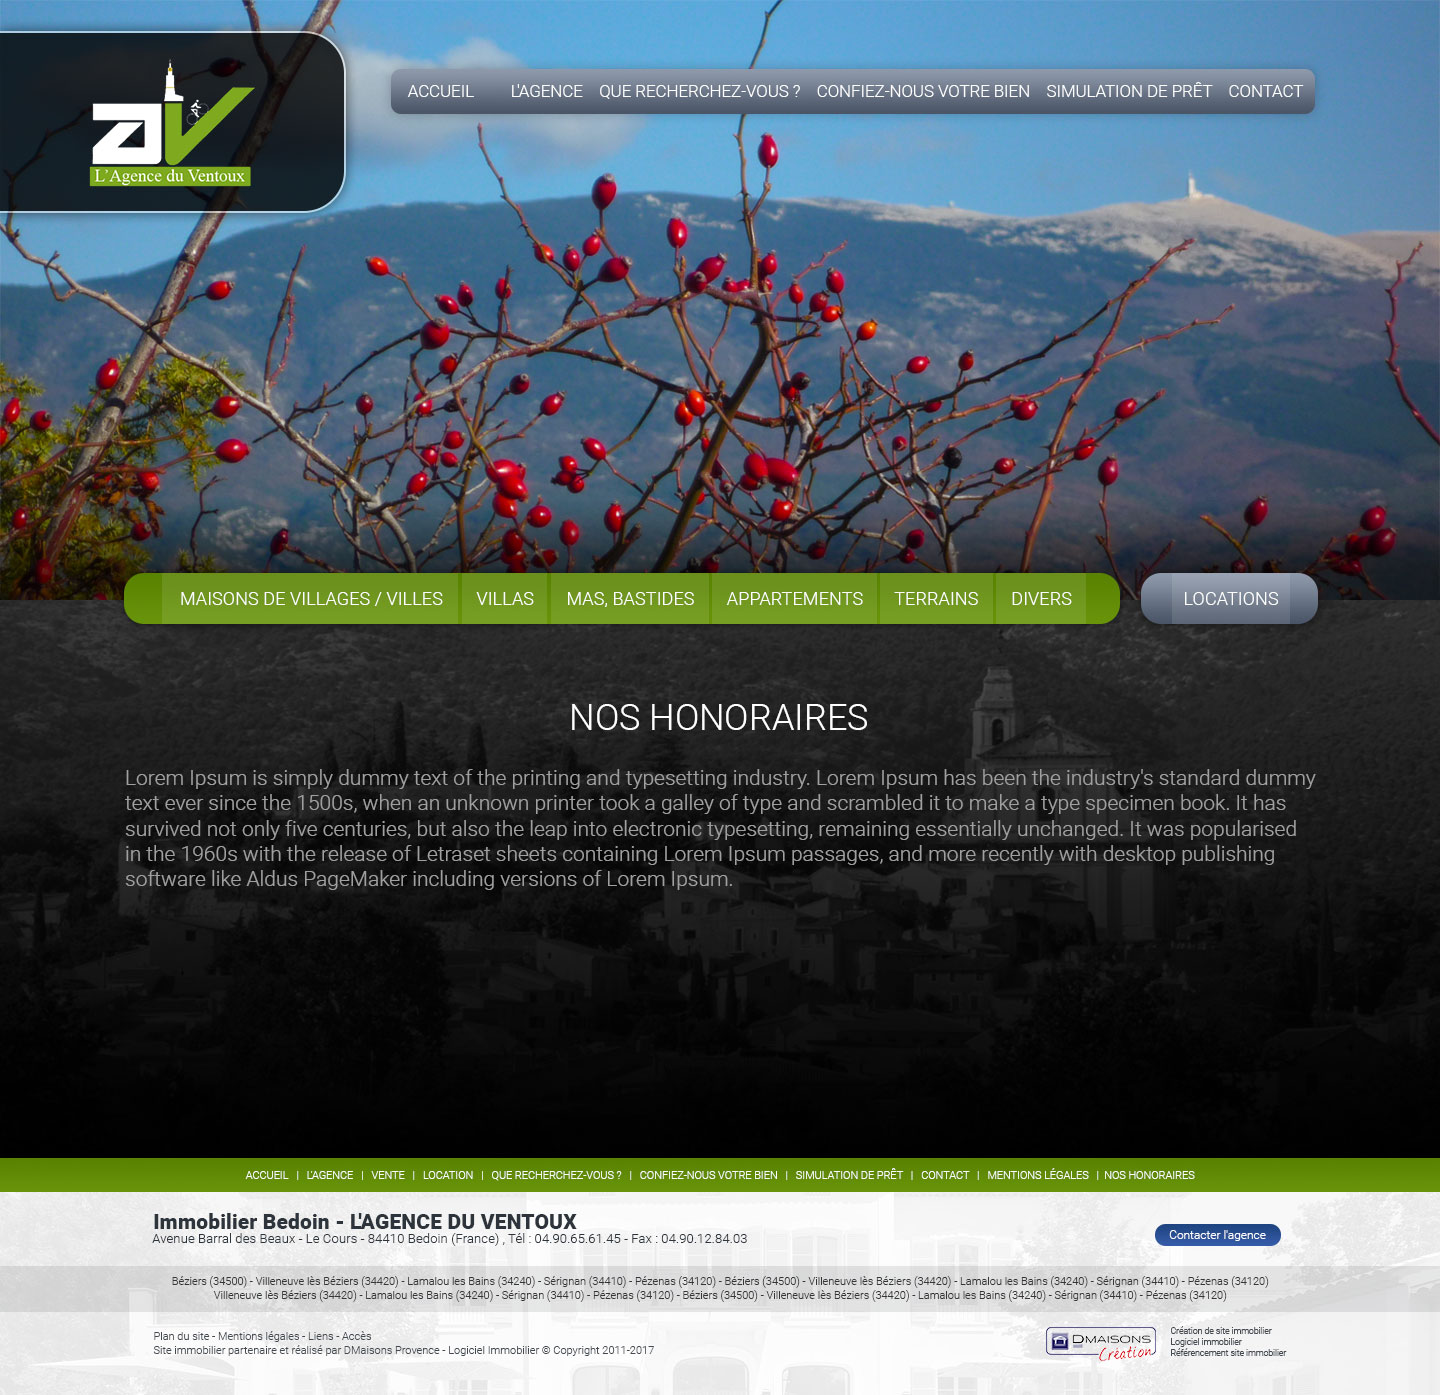 aV
L'Agence du Ventoux
ACCUEIL L'AGENCE QUE RECHERCHEZ-VOUS ? CONFIEZ-NOUS VOTRE BIEN SIMULATION DE PRÊT CONTACT
MAISONS DE VILLAGES / VILLES VILLAS MAS, BASTIDES APPARTEMENTS TERRAINS DIVERS LOCATIONS
NOS HONORAIRES
Lorem Ipsum is simply dummy text of the printing and typesetting industry. Lorem Ipsum has been the industry's standard dummy
text ever since the 1500s, when an unknown printer took a galley of type and scrambled it to make a type specimen book. It has
survived not only five centuries, but also the leap into electronic typesetting, remaining essentially unchanged. It was popularised
in the 1960s with the release of Letraset sheets containing Lorem Ipsum passages, and more recently with desktop publishing
software like Aldus PageMaker including versions of Lorem Ipsum.
ACCUEIL | L'AGENCE | VENTE | LOCATION | QUE RECHERCHEZ-VOUS ? | CONFIEZ-NOUS VOTRE BIEN | SIMULATION DE PRÊT | CONTACT | MENTIONS LÉGALES | NOS HONORAIRES
Immobilier Bedoin - L'AGENCE DU VENTOUX
Avenue Barral des Beaux - Le Cours - 84410 Bedoin (France) , Tél : 04.90.65.61.45 - Fax : 04.90.12.84.03
Contacter l'agence
Béziers (34500) - Villeneuve lès Béziers (34420) - Lamalou les Bains (34240) - Sérignan (34410) - Pézenas (34120) - Béziers (34500) - Villeneuve lès Béziers (34420) - Lamalou les Bains (34240) - Sérignan (34410) - Pézenas (34120)
Villeneuve lès Béziers (34420) - Lamalou les Bains (34240) - Sérignan (34410) - Pézenas (34120) - Béziers (34500) - Villeneuve lès Béziers (34420) - Lamalou les Bains (34240) - Sérignan (34410) - Pézenas (34120)
Plan du site - Mentions légales - Liens - Accès
Site immobilier partenaire et réalisé par DMaisons Provence - Logiciel Immobilier © Copyright 2011-2017
DMAISONS
Création
Création de site immobilier
Logiciel immobilier
Référencement site immobilier